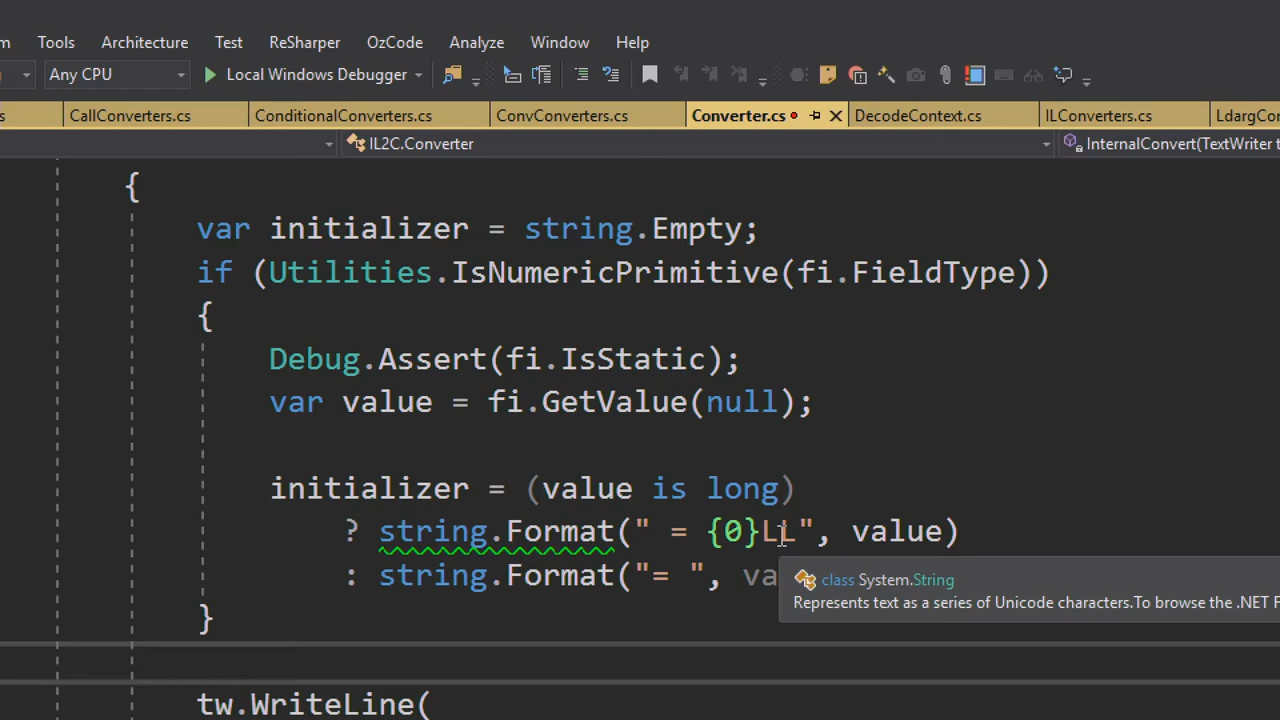 Tools Architecture Test ReSharper OzCode Analyze Window Help
Any CPU Local Windows Debugger
CallConverters.cs ConditionalConverters.cs ConvConverters.cs Converter.cs DecodeContext.cs ILConverters.cs LdargCor
IL2C.Converter InternalConvert(TextWriter t
{
var initializer = string.Empty;
if (Utilities.IsNumericPrimitive(fi.FieldType))
{
Debug.Assert(fi.IsStatic);
var value = fi.GetValue(null);
initializer = (value is long)
? string.Format(" = {0}LL", value)
: string.Format("= ", va
class System.String
Represents text as a series of Unicode characters.To browse the .NET F
}
tw.WriteLine(